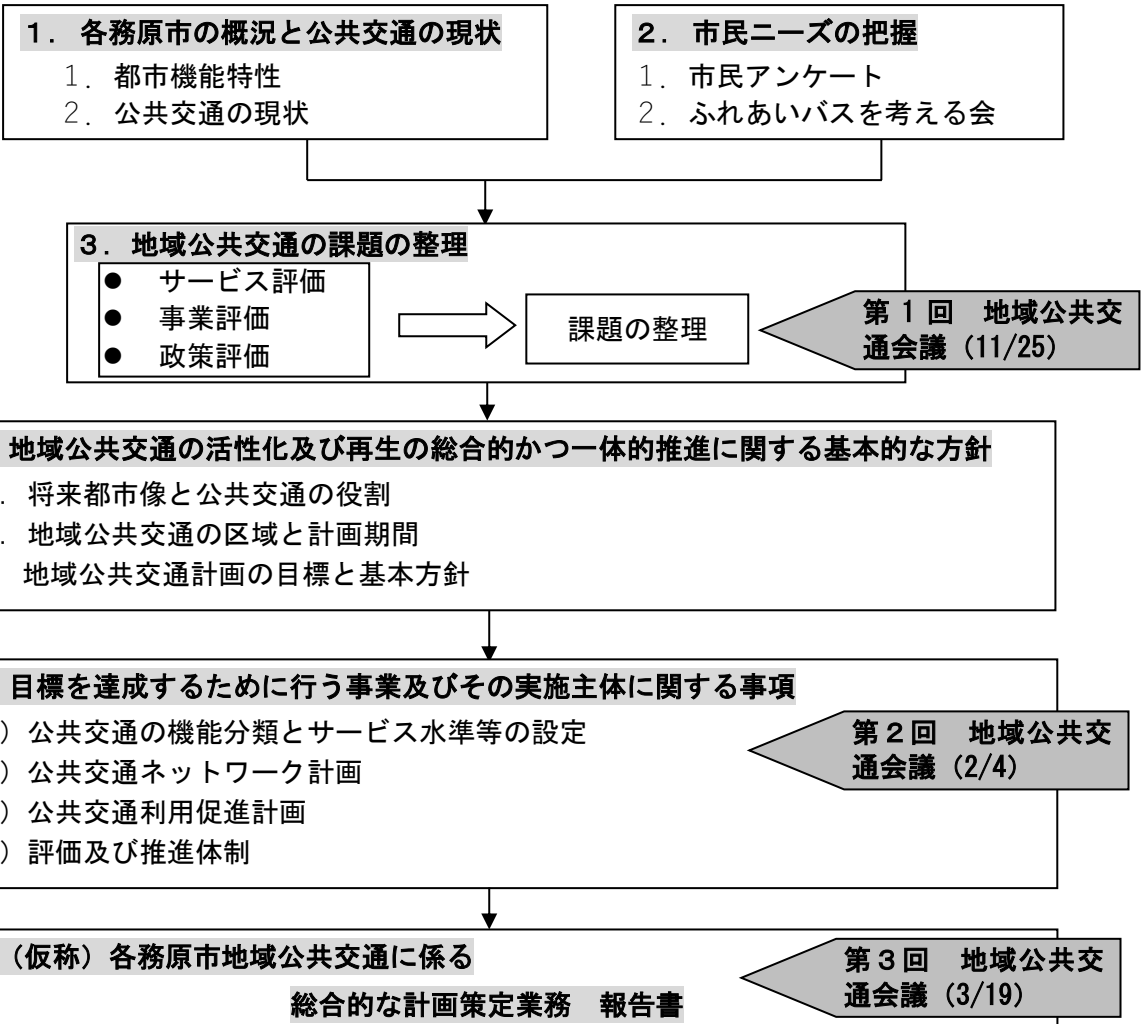 １．各務原市の概況と公共交通の現状
１．都市機能特性
２．公共交通の現状
２．市民ニーズの把握
１．市民アンケート
２．ふれあいバスを考える会
３．地域公共交通の課題の整理
● サービス評価
● 事業評価
● 政策評価
課題の整理
第１回　地域公共交
通会議（11/25）
地域公共交通の活性化及び再生の総合的かつ一体的推進に関する基本的な方針
．将来都市像と公共交通の役割
．地域公共交通の区域と計画期間
地域公共交通計画の目標と基本方針
目標を達成するために行う事業及びその実施主体に関する事項
）公共交通の機能分類とサービス水準等の設定
）公共交通ネットワーク計画
）公共交通利用促進計画
）評価及び推進体制
第２回　地域公共交
通会議（2/4）
（仮称）各務原市地域公共交通に係る
総合的な計画策定業務　報告書
第３回　地域公共交
通会議（3/19）